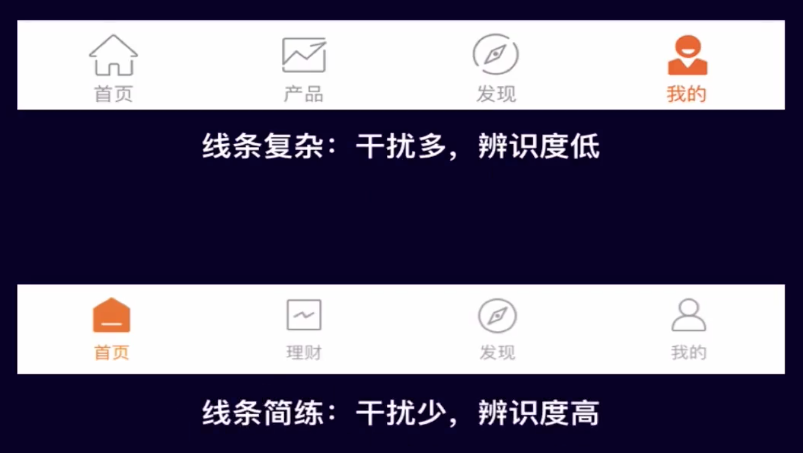 首页 产品 发现 我的
线条复杂：干扰多，辨识度低
首页 理财 发现 我的
线条简练：干扰少，辨识度高